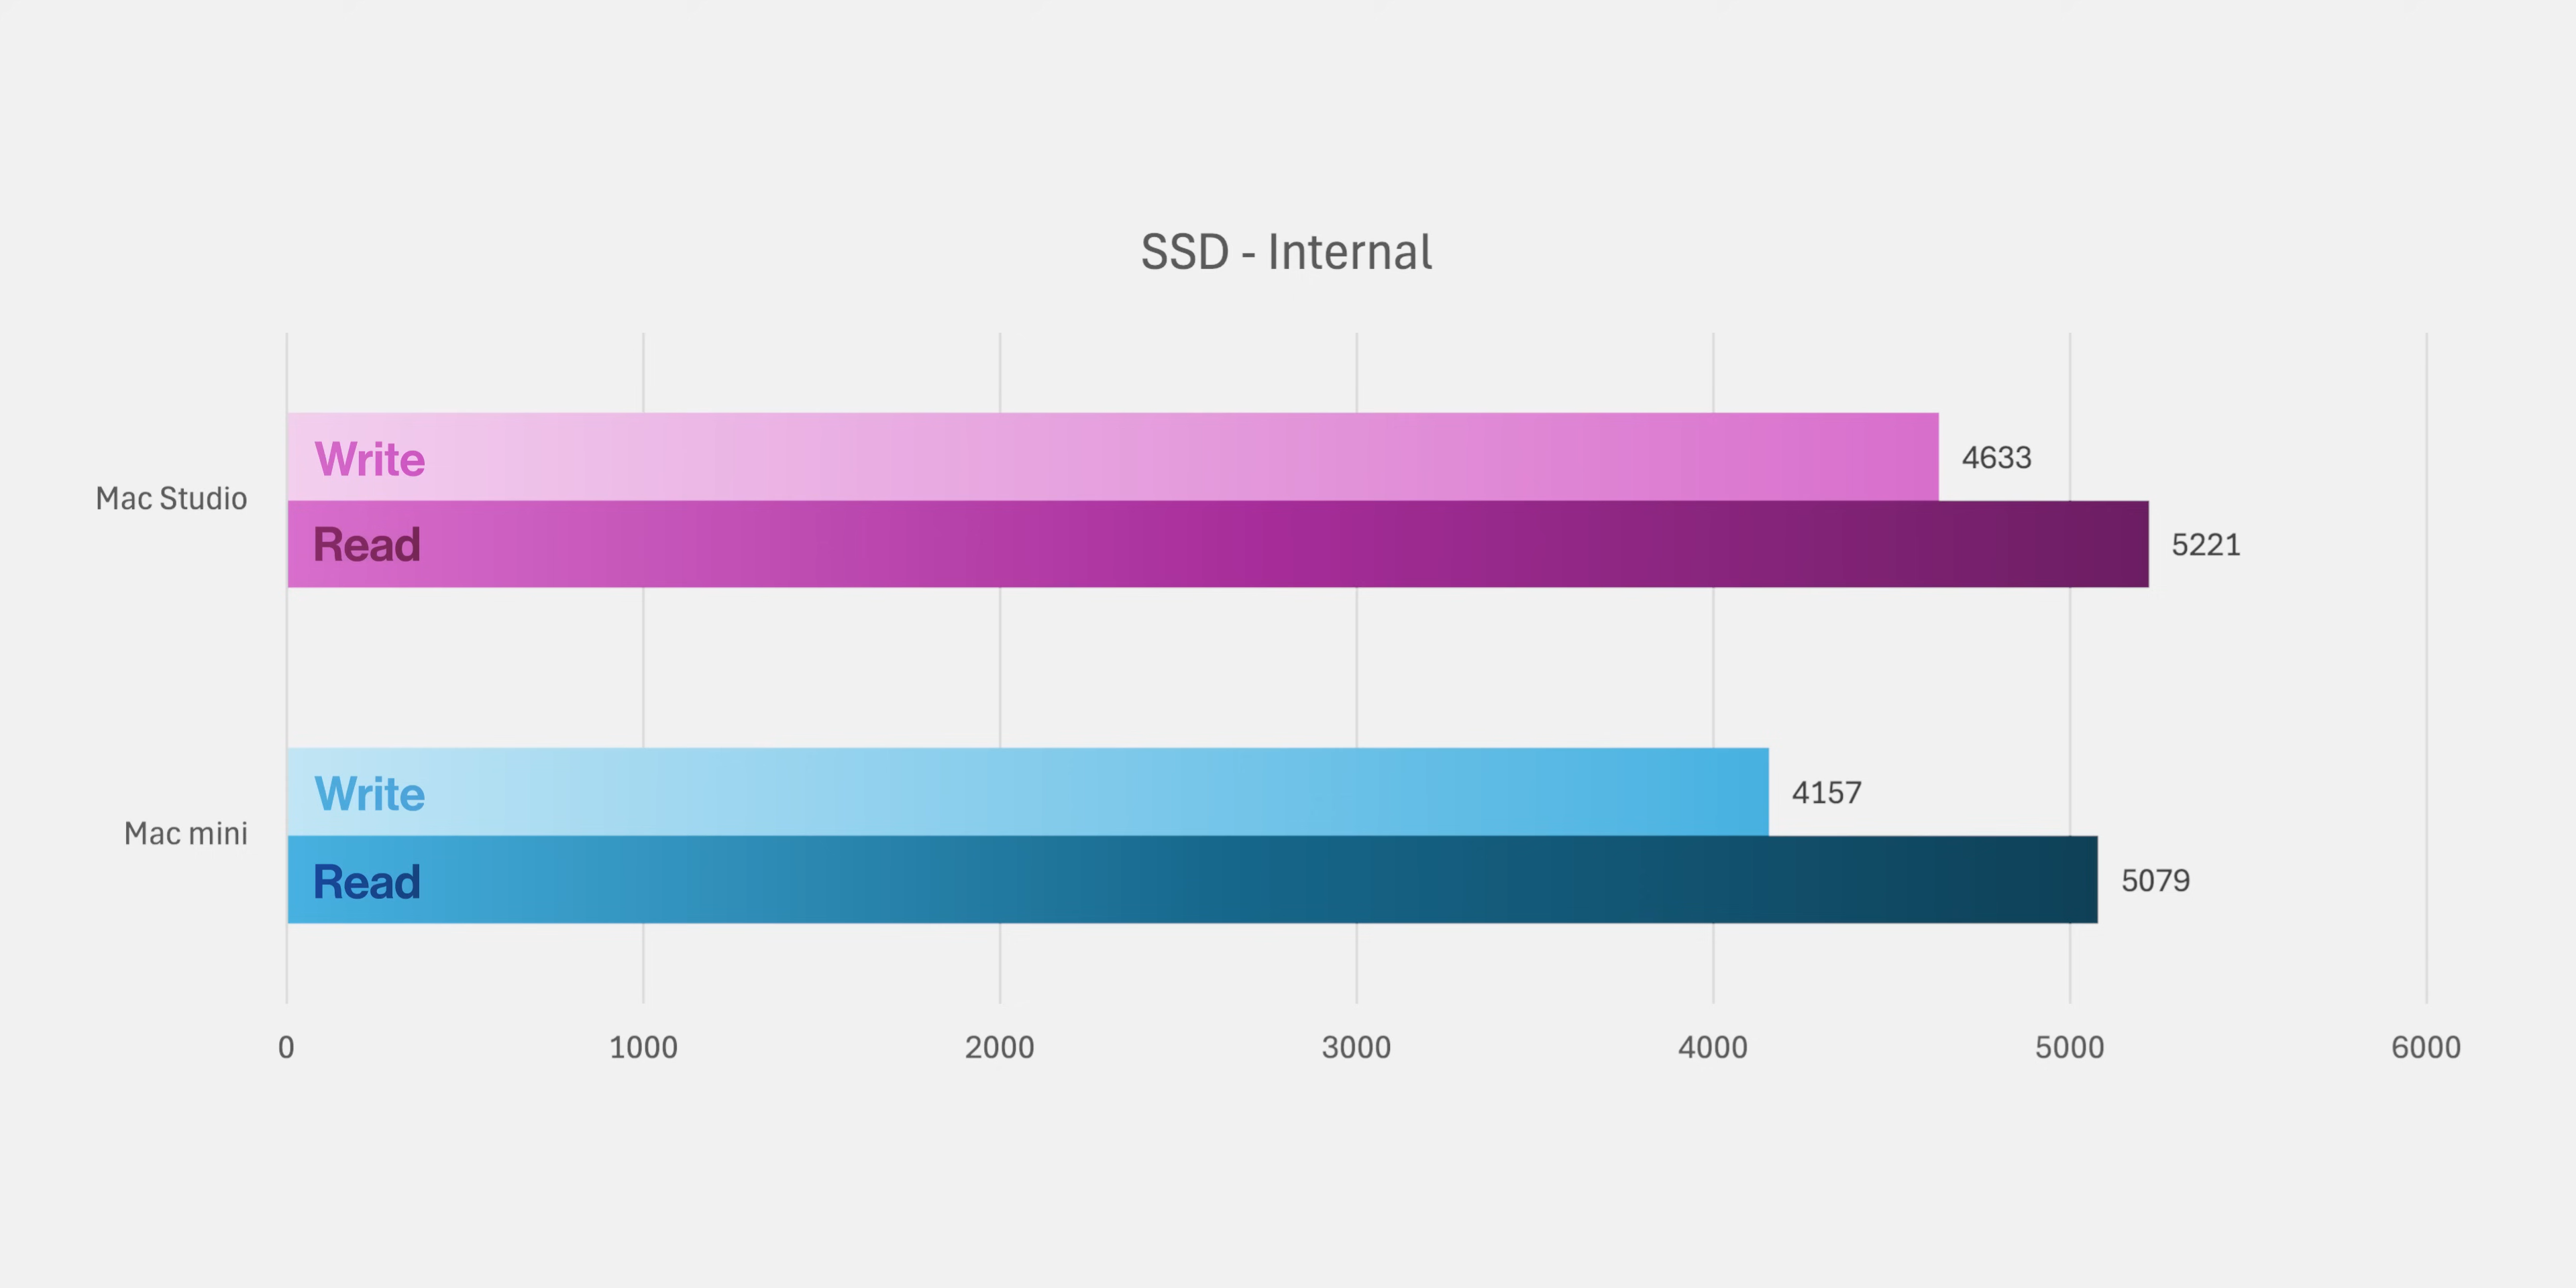 SSD - Internal
Write
4633
Mac Studio
Read
5221
Write
4157
Mac mini
Read
5079
0 1000 2000 3000 4000 5000 6000